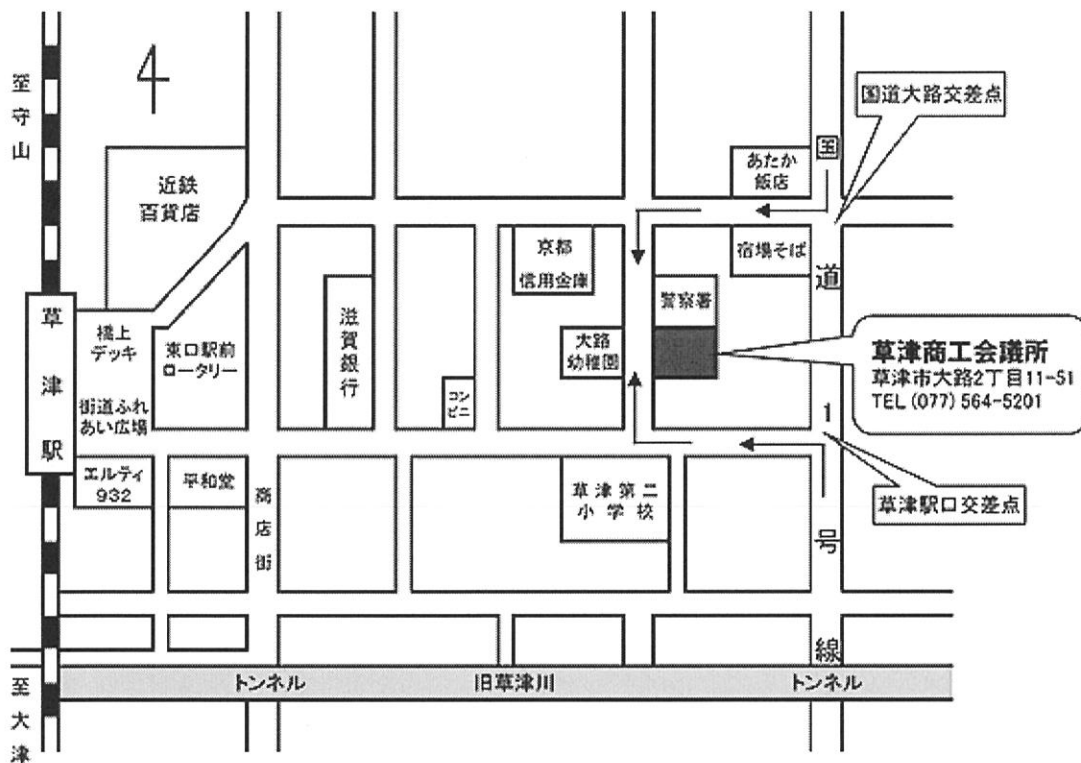 至守山
近鉄
百貨店
国道大路交差点
あたか
飯店
国道1号線
宿場そば
京都
信用金庫
警察署
草津駅
橋上
デッキ
東口駅前
ロータリー
滋賀銀行
大路
幼稚園
草津商工会議所
草津市大路2丁目11-51
TEL (077) 564-5201
コン
ビニ
街道ふれ
あい広場
エルティ
932
平和堂
商店街
草津第二
小学校
草津駅口交差点
トンネル
旧草津川
トンネル
至大津